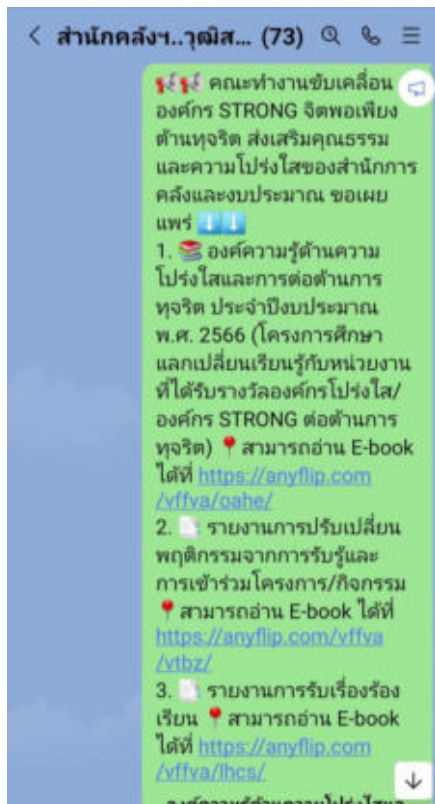 สำนักคลังฯ..วุฒิส... (73)
คณะทำงานขับเคลื่อน
องค์กร STRONG จิตพอเพียง
ต้านทุจริต ส่งเสริมคุณธรรม
และความโปร่งใสของสำนักการ
คลังและงบประมาณ ขอเผย
แพร่ ⬇️⬇️
1. 📚 องค์ความรู้ด้านความ
โปร่งใสและการต่อต้านการ
ทุจริต ประจำปีงบประมาณ
พ.ศ. 2566 (โครงการศึกษา
แลกเปลี่ยนเรียนรู้กับหน่วยงาน
ที่ได้รับรางวัลองค์กรโปร่งใส/
องค์กร STRONG ต่อต้านการ
ทุจริต) 📍สามารถอ่าน E-book
ได้ที่ https://anyflip.com
/vffva/oahe/
2. 📑 รายงานการปรับเปลี่ยน
พฤติกรรมจากการรับรู้และ
การเข้าร่วมโครงการ/กิจกรรม
📍สามารถอ่าน E-book ได้ที่
https://anyflip.com/vffva
/vtbz/
3. 📑 รายงานการรับเรื่องร้อง
เรียน 📍สามารถอ่าน E-book
ได้ที่ https://anyflip.com
/vffva/lhcs/